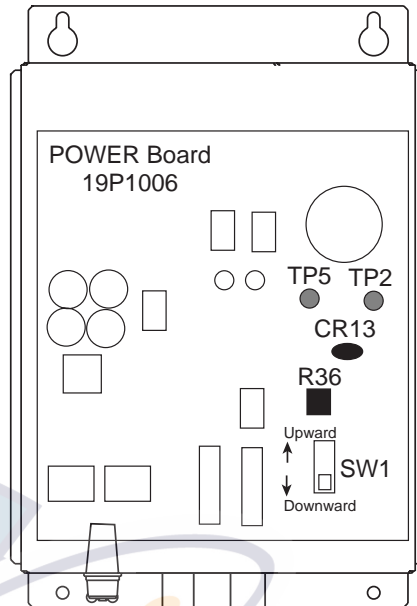 POWER Board
19P1006
TP5 TP2
CR13
R36
Upward
SW1
Downward